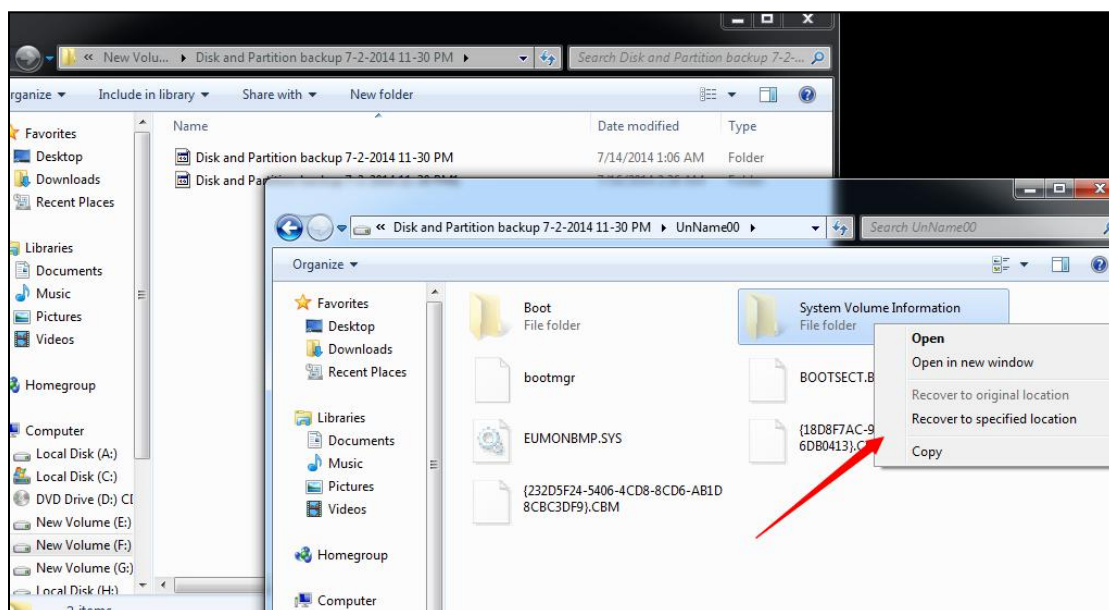 « New Volu... ▸ Disk and Partition backup 7-2-2014 11-30 PM ▸
Search Disk and Partition backup 7-2-...
rganize
Include in library
Share with
New folder
Name
Date modified
Type
Favorites
Desktop
Downloads
Recent Places
Libraries
Documents
Music
Pictures
Videos
Homegroup
Computer
Local Disk (A:)
Local Disk (C:)
DVD Drive (D:) CD
New Volume (E:)
New Volume (F:)
New Volume (G:)
Local Disk (H:)
2 items
Disk and Partition backup 7-2-2014 11-30 PM
7/14/2014 1:06 AM
Folder
Disk and Par
« Disk and Partition backup 7-2-2014 11-30 PM ▸ UnName00 ▸
Search UnName00
Organize
Favorites
Desktop
Downloads
Recent Places
Libraries
Documents
Music
Pictures
Videos
Homegroup
Computer
Boot
File folder
System Volume Information
File folder
bootmgr
BOOTSECT.B
EUMONBMP.SYS
{18D8F7AC-9
6DB0413}.C
{232D5F24-5406-4CD8-8CD6-AB1D
8CBC3DF9}.CBM
Open
Open in new window
Recover to original location
Recover to specified location
Copy